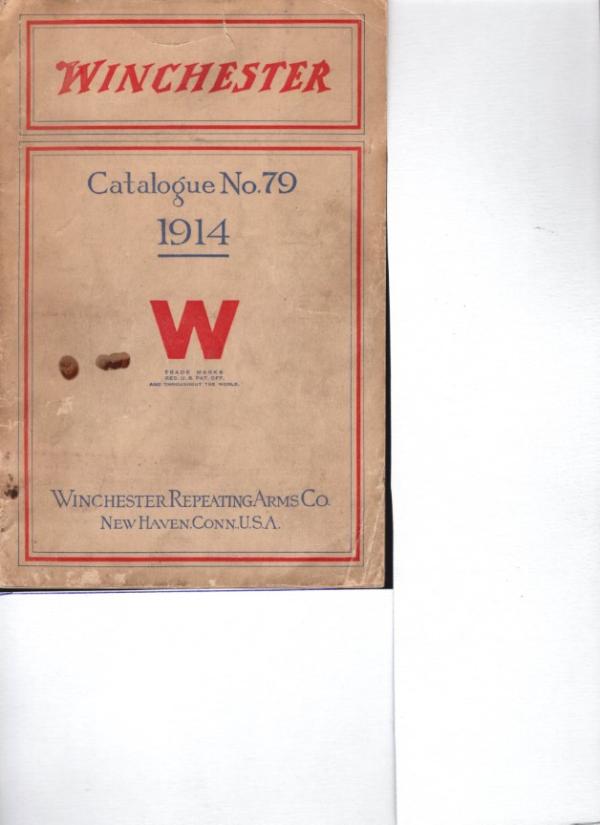 WINCHESTER
Catalogue No.79
1914
W
TRADE MARKS
REG. U.S. PAT. OFF.
AND THROUGHOUT THE WORLD.
WINCHESTER REPEATING ARMS CO.
NEW HAVEN, CONN., U.S.A.